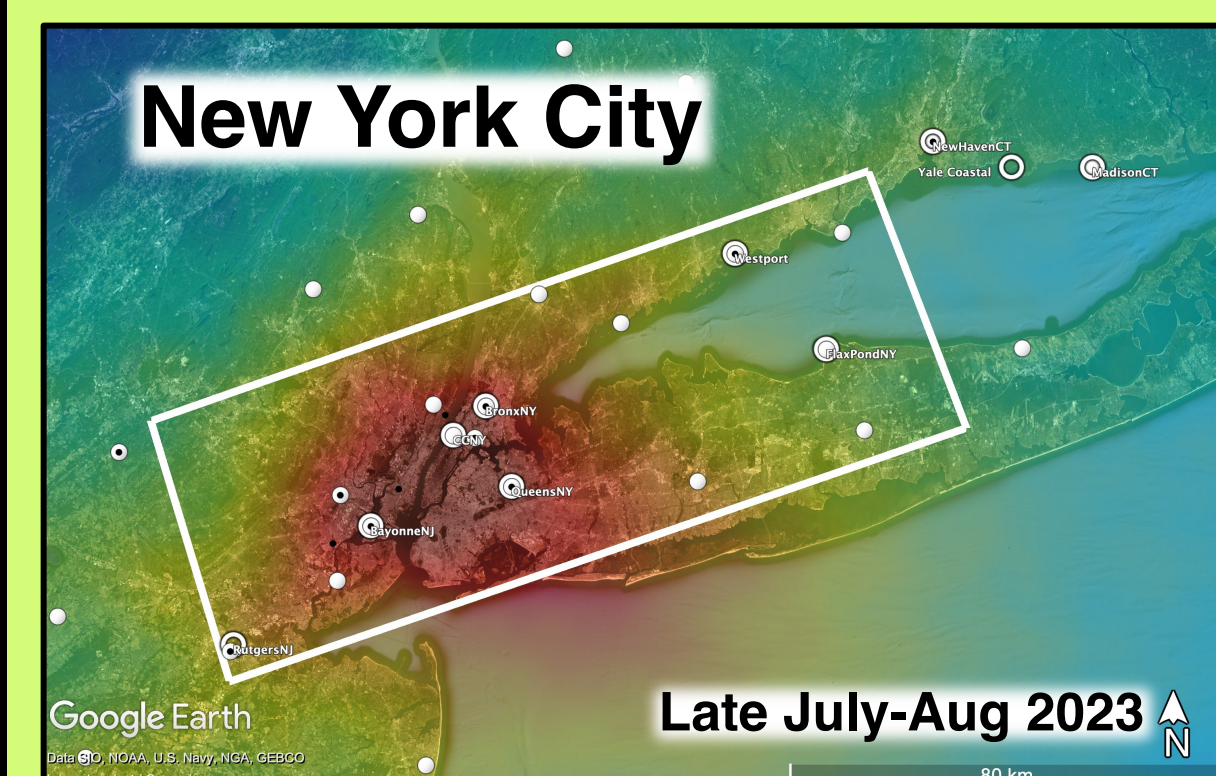 New York City
NewHavenCT
Yale Coastal
MadisonCT
Westport
FlaxPondNY
BronxNY
CCNY
QueensNY
BayonneNJ
RutgersNJ
Late July-Aug 2023
N
Google Earth
Data SIO, NOAA, U.S. Navy, NGA, GEBCO
80 km